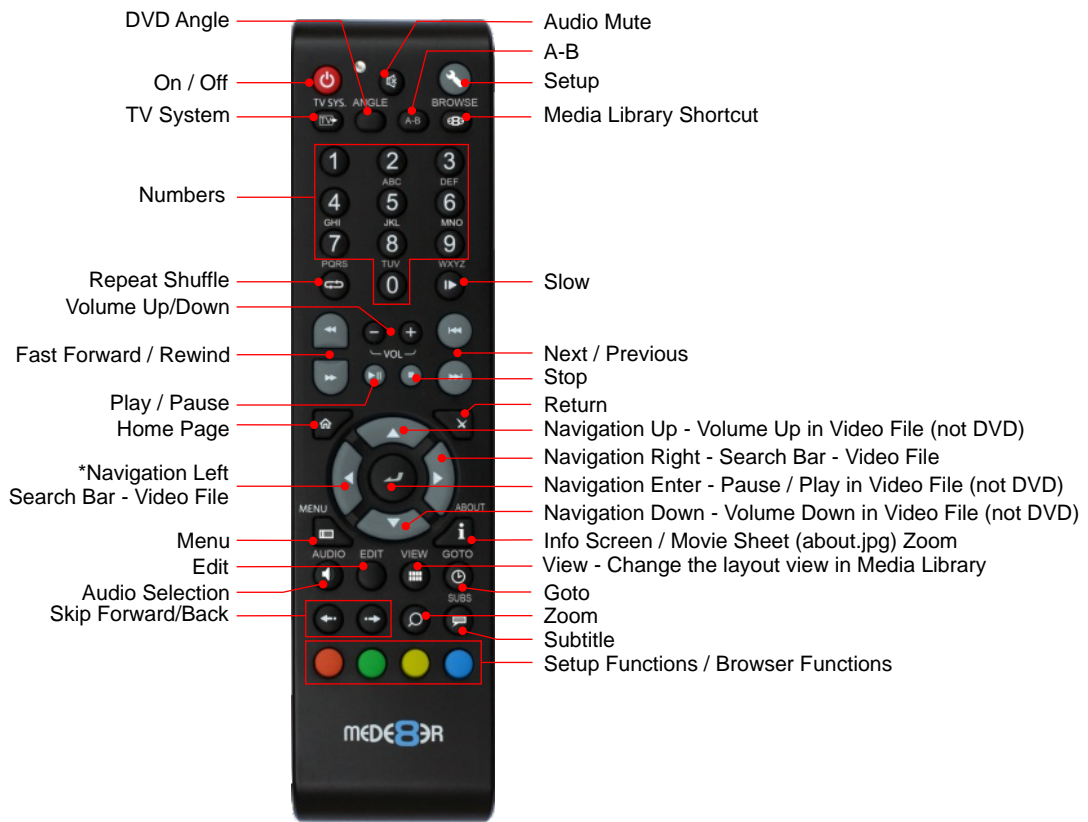 DVD Angle
Audio Mute
A-B
On / Off
Setup
TV SYS. ANGLE BROWSE
TV System
TV
A-B
8
Media Library Shortcut
1 2 3
ABC DEF
Numbers
4 5 6
GHI JKL MNO
7 8 9
PQRS TUV WXYZ
Repeat Shuffle
0
Slow
Volume Up/Down
- +
VOL
Fast Forward / Rewind
Next / Previous
Stop
Play / Pause
Return
Home Page
Navigation Up - Volume Up in Video File (not DVD)
*Navigation Left
Search Bar - Video File
Navigation Right - Search Bar - Video File
Navigation Enter - Pause / Play in Video File (not DVD)
MENU ABOUT
Navigation Down - Volume Down in Video File (not DVD)
Menu
i
Info Screen / Movie Sheet (about.jpg) Zoom
AUDIO EDIT VIEW GOTO
Edit
View - Change the layout view in Media Library
Audio Selection
Goto
SUBS
Skip Forward/Back
Zoom
Subtitle
Setup Functions / Browser Functions
MEDE8ER